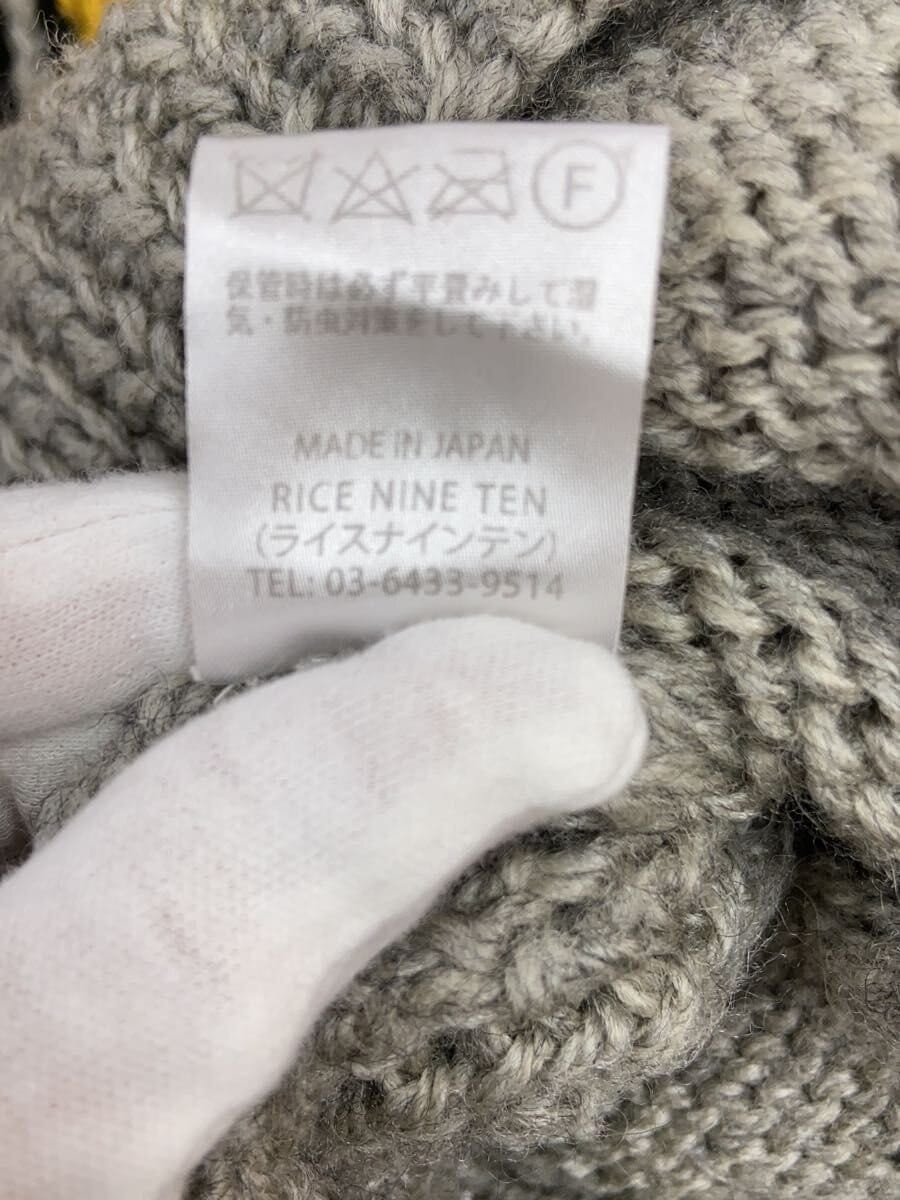 F
保管時は必ず平畳みして湿
気・防虫対策をして下さい。
MADE IN JAPAN
RICE NINE TEN
(ライスナインテン)
TEL: 03-6433-9514